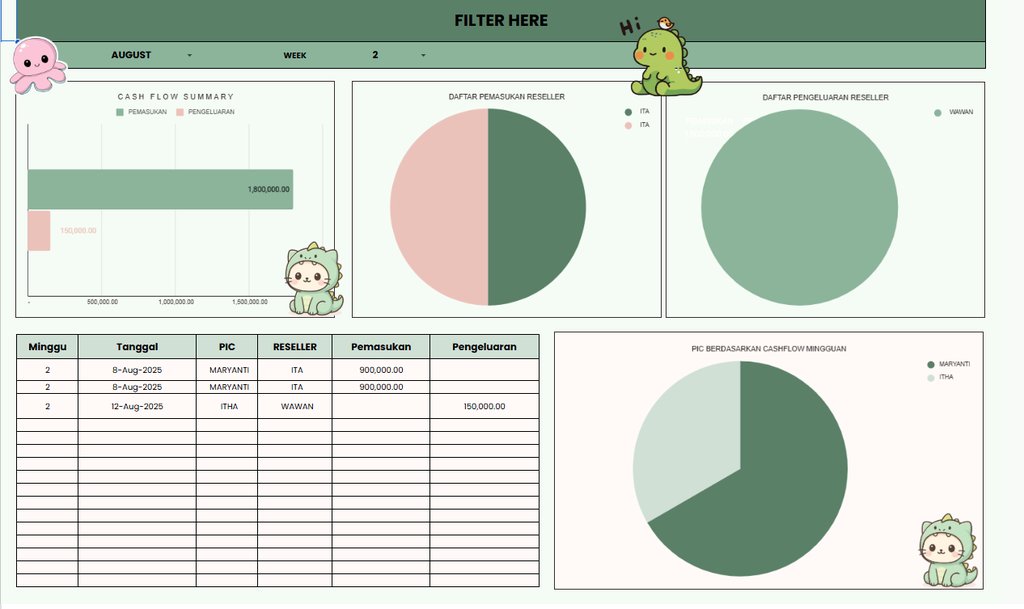 FILTER HERE
Hi
AUGUST WEEK 2
CASH FLOW SUMMARY
PEMASUKAN PENGELUARAN
1,800,000.00
150,000.00
- 500,000.00 1,000,000.00 1,500,000.00
DAFTAR PEMASUKAN RESELLER
ITA
ITA
DAFTAR PENGELUARAN RESELLER
WAWAN
Minggu Tanggal PIC RESELLER Pemasukan Pengeluaran
2 8-Aug-2025 MARYANTI ITA 900,000.00
2 8-Aug-2025 MARYANTI ITA 900,000.00
2 12-Aug-2025 ITHA WAWAN 150,000.00
PIC BERDASARKAN CASHFLOW MINGGUAN
MARYANTI
ITHA